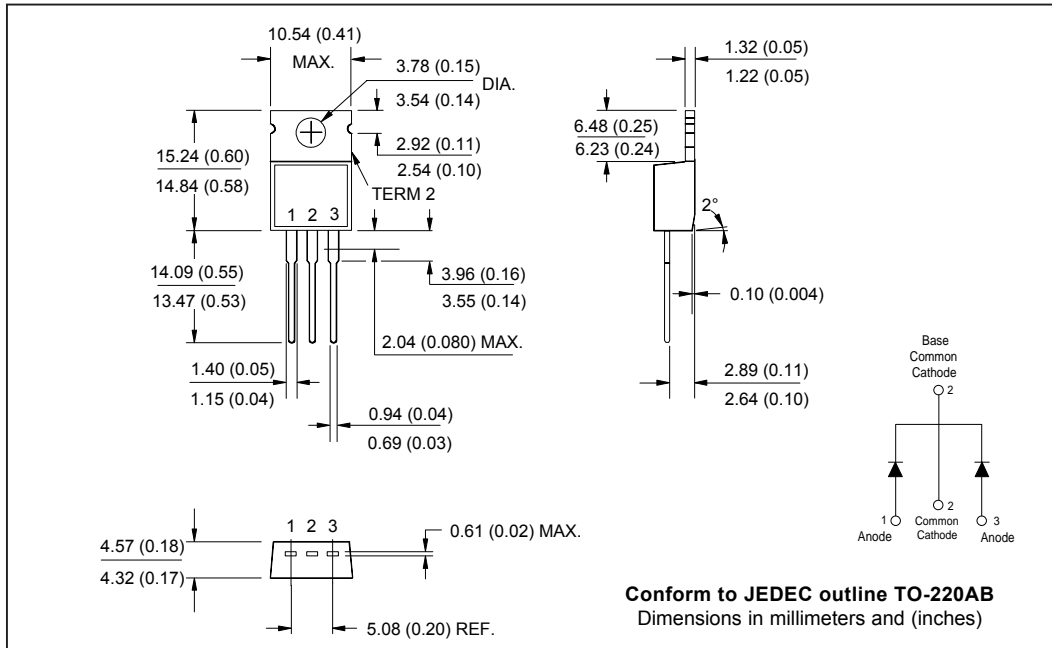 10.54 (0.41)
MAX.
3.78 (0.15)
3.54 (0.14)
DIA.
2.92 (0.11)
2.54 (0.10)
TERM 2
15.24 (0.60)
14.84 (0.58)
1 2 3
14.09 (0.55)
13.47 (0.53)
3.96 (0.16)
3.55 (0.14)
2.04 (0.080) MAX.
1.40 (0.05)
1.15 (0.04)
0.94 (0.04)
0.69 (0.03)
1.32 (0.05)
1.22 (0.05)
6.48 (0.25)
6.23 (0.24)
2°
0.10 (0.004)
2.89 (0.11)
2.64 (0.10)
Base
Common
Cathode
2
2
1
Anode
Common
Cathode
3
Anode
1 2 3
0.61 (0.02) MAX.
4.57 (0.18)
4.32 (0.17)
5.08 (0.20) REF.
Conform to JEDEC outline TO-220AB
Dimensions in millimeters and (inches)